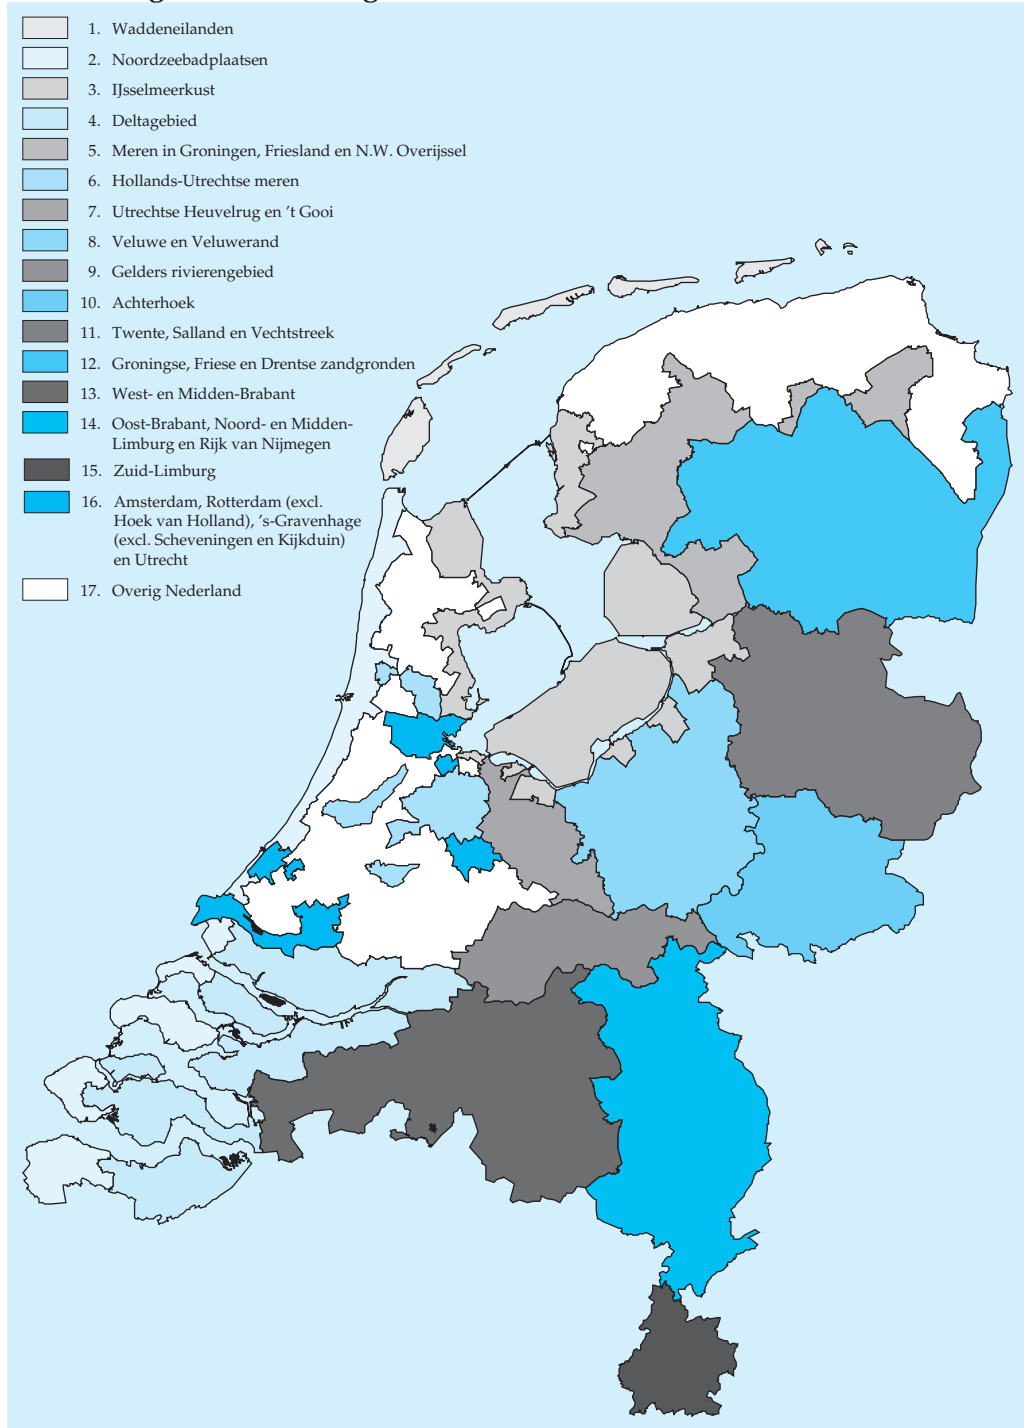 1. Waddeneilanden
2. Noordzeebadplaatsen
3. IJsselmeerkust
4. Deltagebied
5. Meren in Groningen, Friesland en N.W. Overijssel
6. Hollands-Utrechtse meren
7. Utrechtse Heuvelrug en ’t Gooi
8. Veluwe en Veluwerand
9. Gelders rivierengebied
10. Achterhoek
11. Twente, Salland en Vechtstreek
12. Groningse, Friese en Drentse zandgronden
13. West- en Midden-Brabant
14. Oost-Brabant, Noord- en Midden-
Limburg en Rijk van Nijmegen
15. Zuid-Limburg
16. Amsterdam, Rotterdam (excl.
Hoek van Holland), ’s-Gravenhage
(excl. Scheveningen en Kijkduin)
en Utrecht
17. Overig Nederland